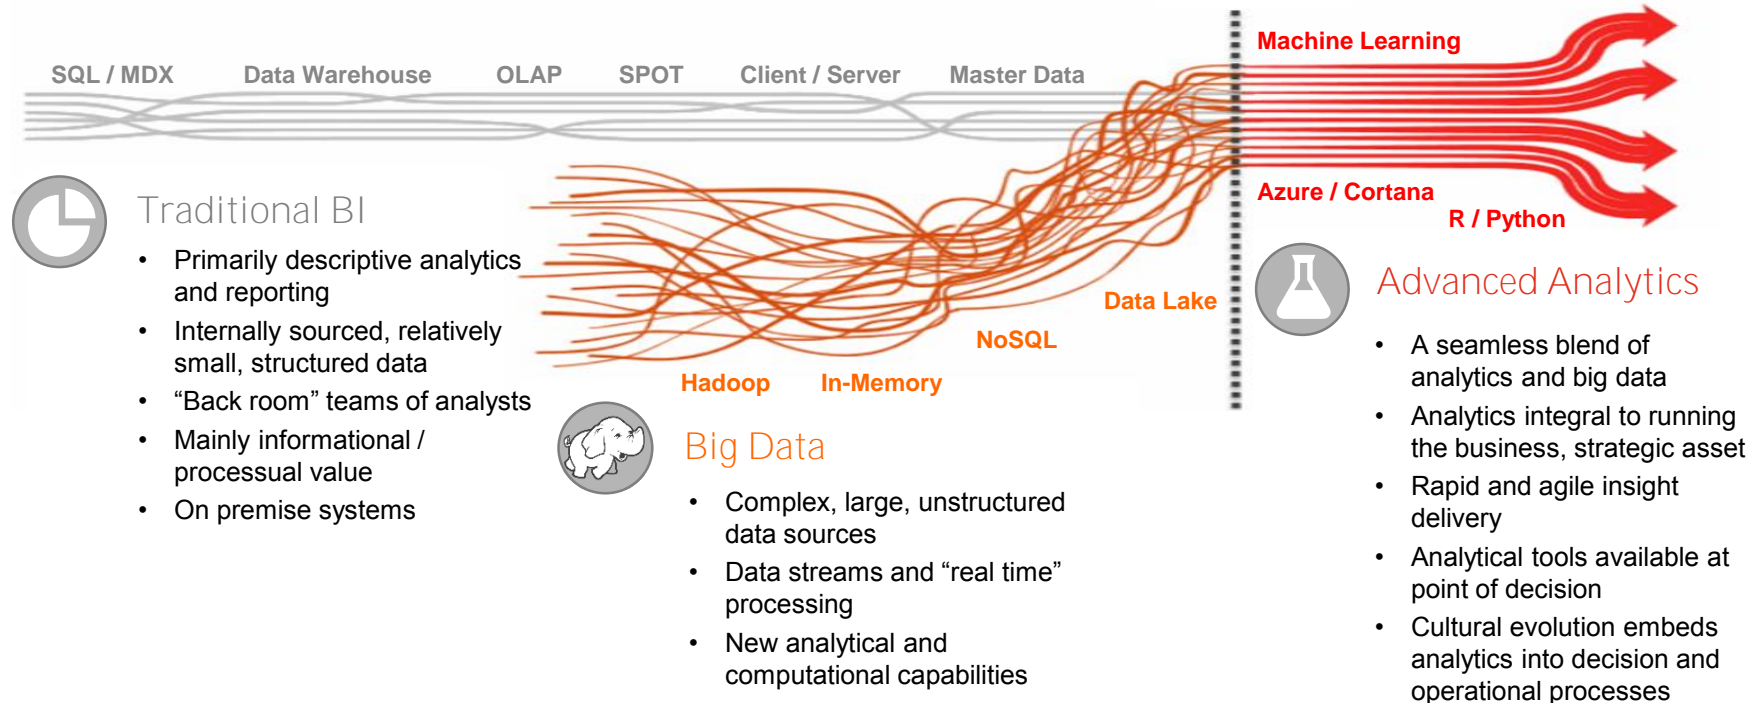 Machine Learning
SQL / MDX
Data Warehouse
OLAP
SPOT
Client / Server
Master Data
Azure / Cortana
R / Python
Traditional BI
• Primarily descriptive analytics
and reporting
• Internally sourced, relatively
small, structured data
• “Back room” teams of analysts
• Mainly informational /
processual value
• On premise systems
Data Lake
NoSQL
Hadoop
In-Memory
Big Data
• Complex, large, unstructured
data sources
• Data streams and “real time”
processing
• New analytical and
computational capabilities
Advanced Analytics
• A seamless blend of
analytics and big data
• Analytics integral to running
the business, strategic asset
• Rapid and agile insight
delivery
• Analytical tools available at
point of decision
• Cultural evolution embeds
analytics into decision and
operational processes